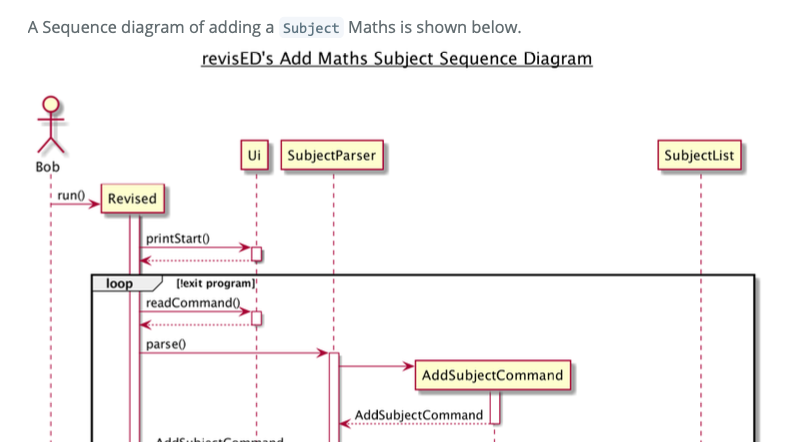 A Sequence diagram of adding a Subject Maths is shown below.
revisED's Add Maths Subject Sequence Diagram
Bob
Ui
SubjectParser
SubjectList
run()
Revised
printStart()
loop
[!exit program]
readCommand()
parse()
AddSubjectCommand
AddSubjectCommand
AddSubjectCommand